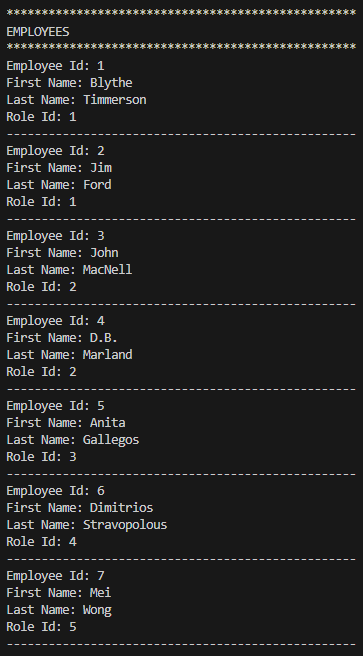 **************************************************
EMPLOYEES
**************************************************
Employee Id: 1
First Name: Blythe
Last Name: Timmerson
Role Id: 1
--------------------------------------------------
Employee Id: 2
First Name: Jim
Last Name: Ford
Role Id: 1
--------------------------------------------------
Employee Id: 3
First Name: John
Last Name: MacNell
Role Id: 2
--------------------------------------------------
Employee Id: 4
First Name: D.B.
Last Name: Marland
Role Id: 2
--------------------------------------------------
Employee Id: 5
First Name: Anita
Last Name: Gallegos
Role Id: 3
--------------------------------------------------
Employee Id: 6
First Name: Dimitrios
Last Name: Stravopolous
Role Id: 4
--------------------------------------------------
Employee Id: 7
First Name: Mei
Last Name: Wong
Role Id: 5
--------------------------------------------------